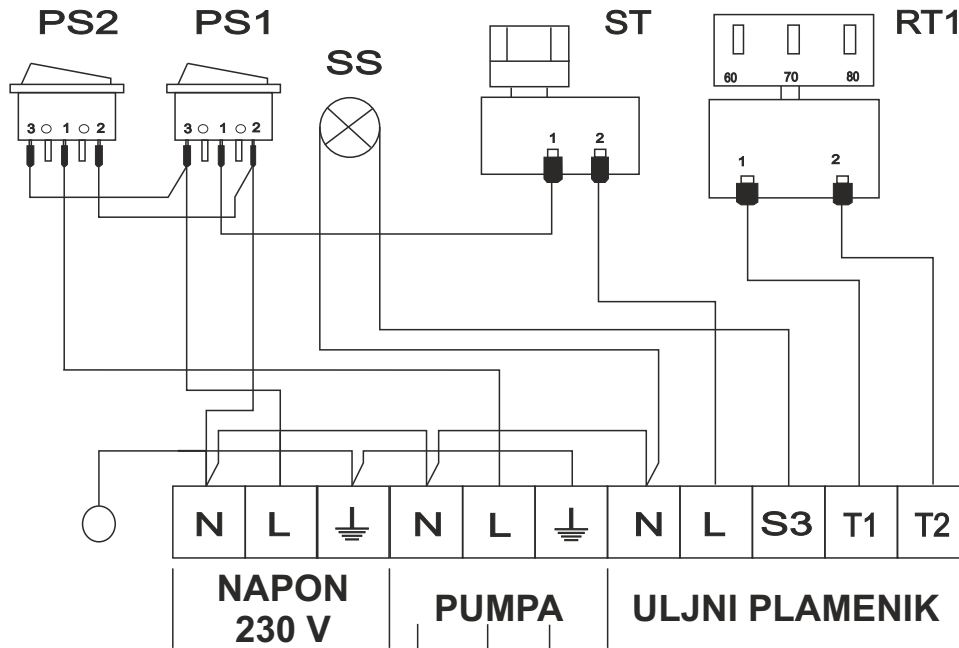 PS2 PS1 SS ST RT1
60 70 80
3 1 2 3 1 2 1 2 1 2
N L N L N L S3 T1 T2
NAPON PUMPA ULJNI PLAMENIK
230 V